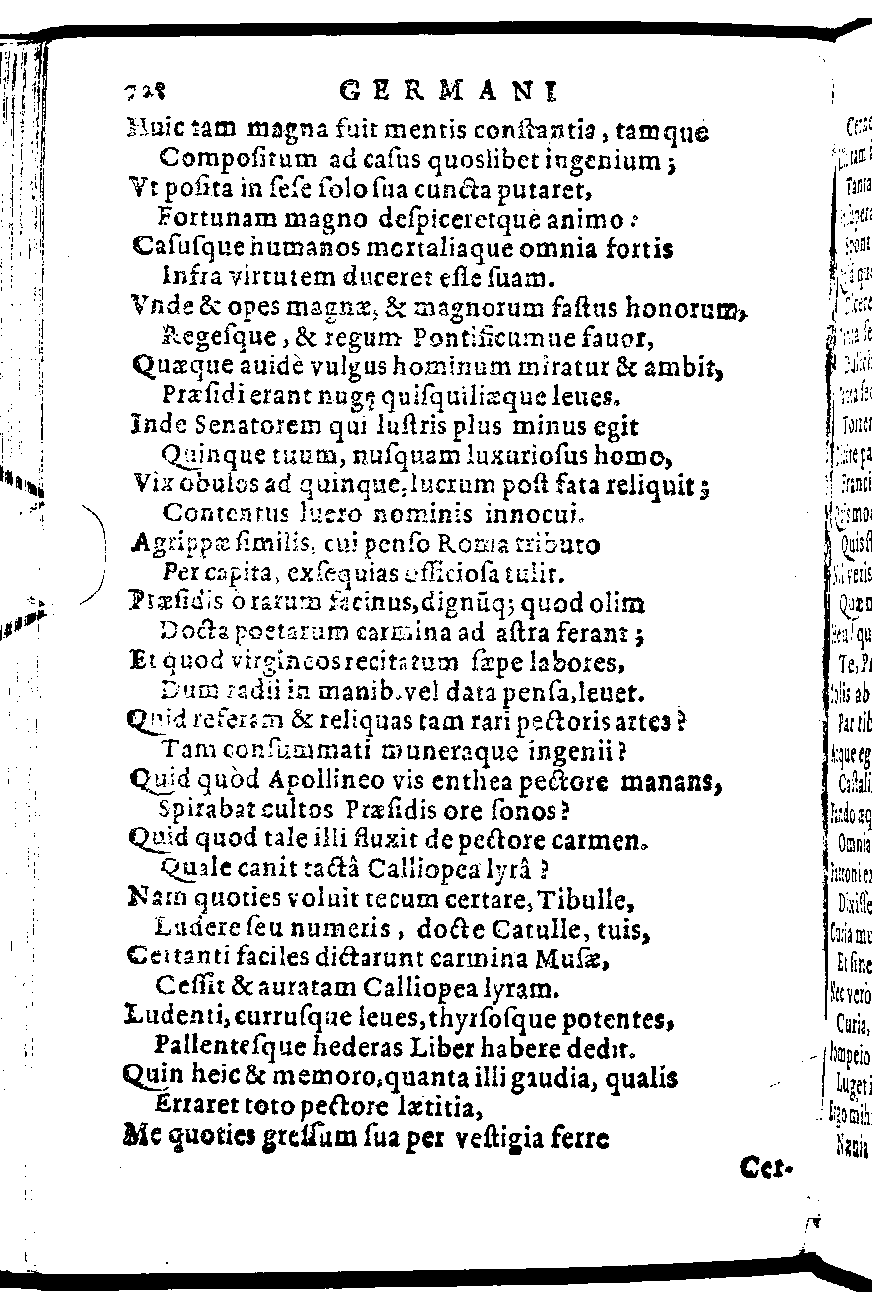 728 GERMANI
Huic tam magna fuit mentis conſtantia, tamque
Compoſitum ad caſus quoslibet ingenium;
Vt poſita in ſeſe ſolo ſua cuncta putaret,
Fortunam magno deſpiceretque animo:
Caſuſque humanos mortaliaque omnia fortis
Infra virtutem duceret eſſe ſuam.
Vnde & opes magnæ, & magnorum faſtus honorum,
Regeſque, & regum Pontificumue fauor,
Quæque auidè vulgus hominum miratur & ambit,
Præſidi erant nugę quiſquiliæque leues.
Inde Senatorem qui luſtris plus minus egit
Quinque tuum, nuſquam luxurioſus homo,
Vix obulos ad quinque, lucrum poſt fata reliquit;
Contentus lucro nominis innocui.
Agrippæ ſimilis, cui penſo Roma tributo
Per capita, exſequias officioſa tulit.
Præſidis ò rarum facinus, dignũq; quod olim
Docta poetarum carmina ad aſtra ferant;
Et quod virgineos recitatum ſæpe labores,
Dum radii in manib. vel data penſa, leuet.
Quid referam & reliquas tam rari pectoris artes?
Tam conſummati muneraque ingenii?
Quid quòd Apollineo vis enthea pectore manans,
Spirabat cultos Præſidis ore ſonos?
Quid quod tale illi fluxit de pectore carmen.
Quale canit tactâ Calliopea lyrâ?
Nam quoties voluit tecum certare, Tibulle,
Ludere ſeu numeris, docte Catulle, tuis,
Certanti faciles dictarunt carmina Muſæ,
Ceſſit & auratam Calliopea lyram.
Ludenti, curruſque leues, thyrſoſque potentes,
Pallenteſque hederas Liber habere dedit.
Quin heic & memoro, quanta illi gaudia, qualis
Erraret toto pectore lætitia,
Me quoties greſſum ſua per veſtigia ferre
Cer-